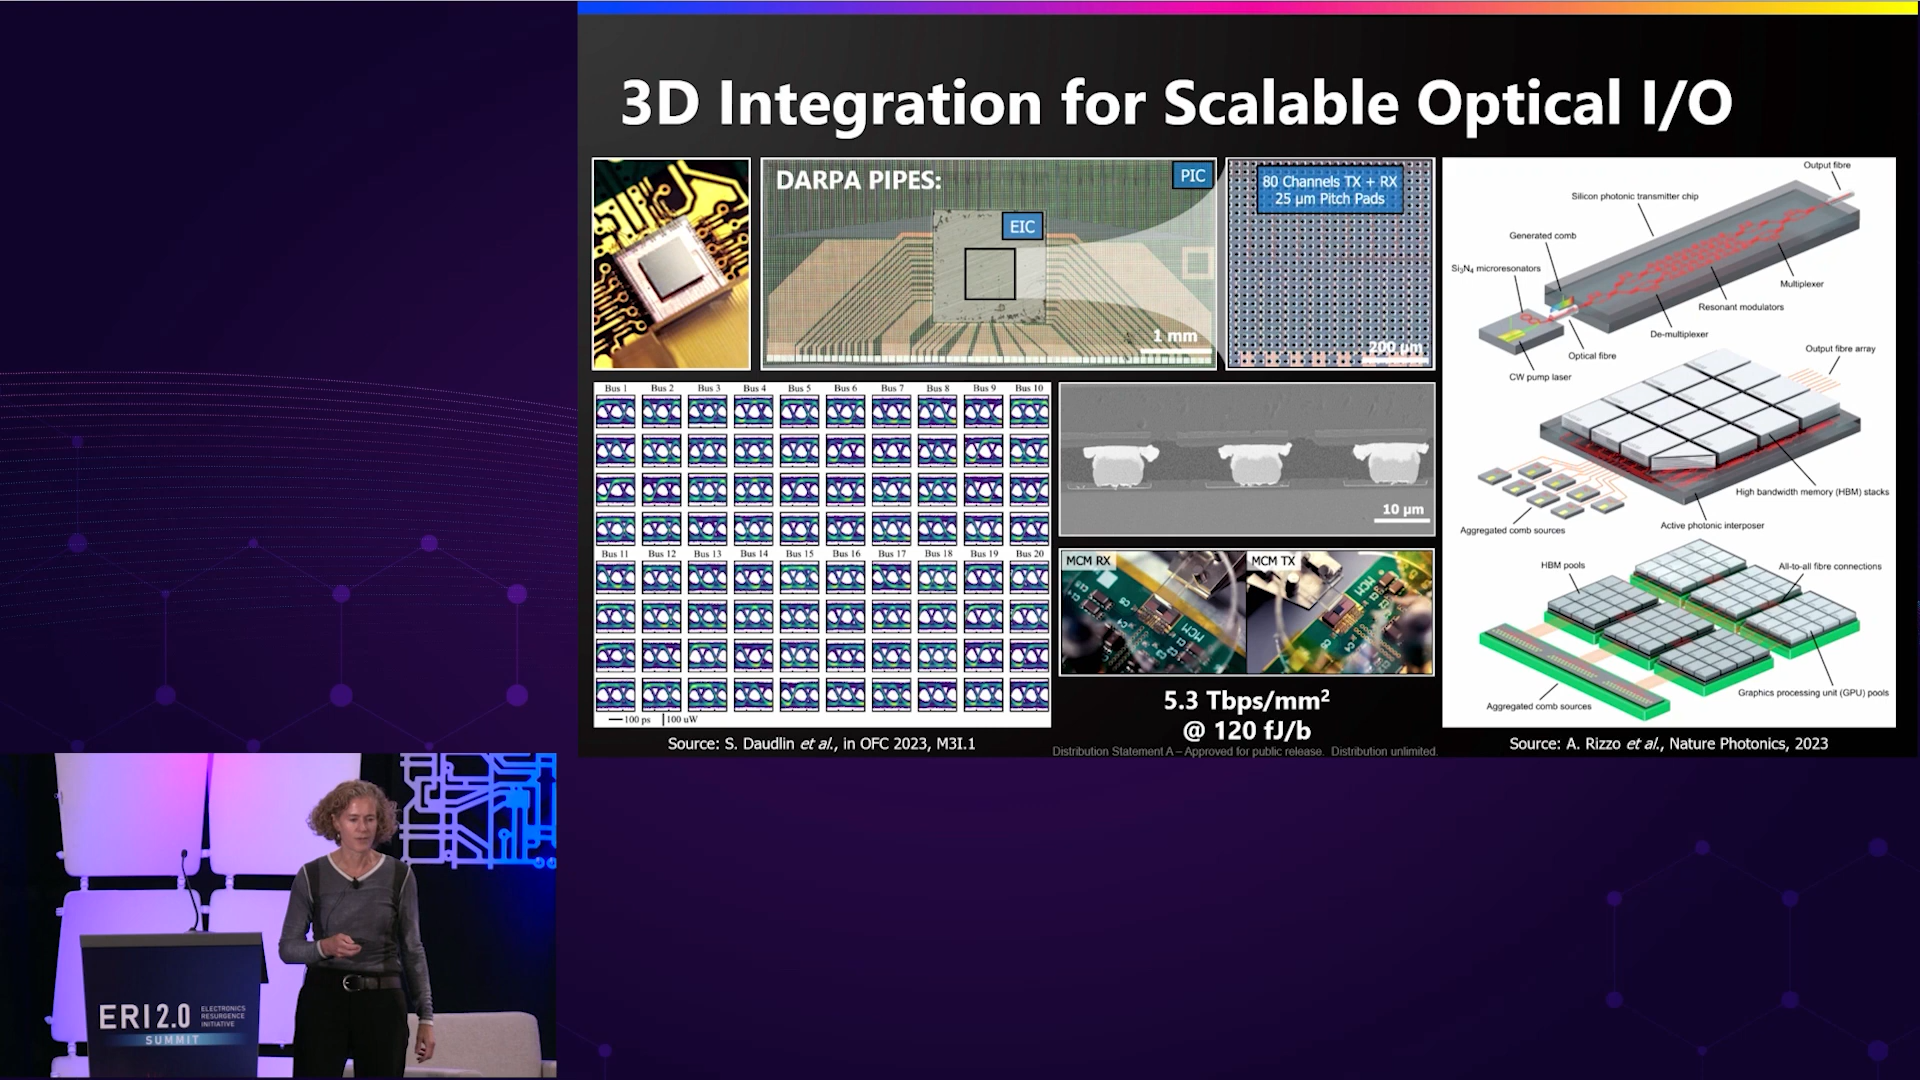 3D Integration for Scalable Optical I/O
DARPA PIPES:
PIC
EIC
1 mm
80 Channels TX + RX
25 µm Pitch Pads
200 µm
Bus 1 Bus 2 Bus 3 Bus 4 Bus 5 Bus 6 Bus 7 Bus 8 Bus 9 Bus 10
Bus 11 Bus 12 Bus 13 Bus 14 Bus 15 Bus 16 Bus 17 Bus 18 Bus 19 Bus 20
100 ps 100 uW
Source: S. Daudlin et al., in OFC 2023, M3I.1
10 µm
MCM RX
MCM TX
MCM
MCM
5.3 Tbps/mm²
@ 120 fJ/b
Distribution Statement A – Approved for public release. Distribution unlimited.
Output fibre
Silicon photonic transmitter chip
Generated comb
Si₃N₄ microresonators
Multiplexer
Resonant modulators
De-multiplexer
Optical fibre
CW pump laser
Output fibre array
High bandwidth memory (HBM) stacks
Active photonic interposer
Aggregated comb sources
HBM pools
All-to-all fibre connections
Graphics processing unit (GPU) pools
Aggregated comb sources
Source: A. Rizzo et al., Nature Photonics, 2023
ERI 2.0
ELECTRONICS
RESURGENCE
INITIATIVE
SUMMIT